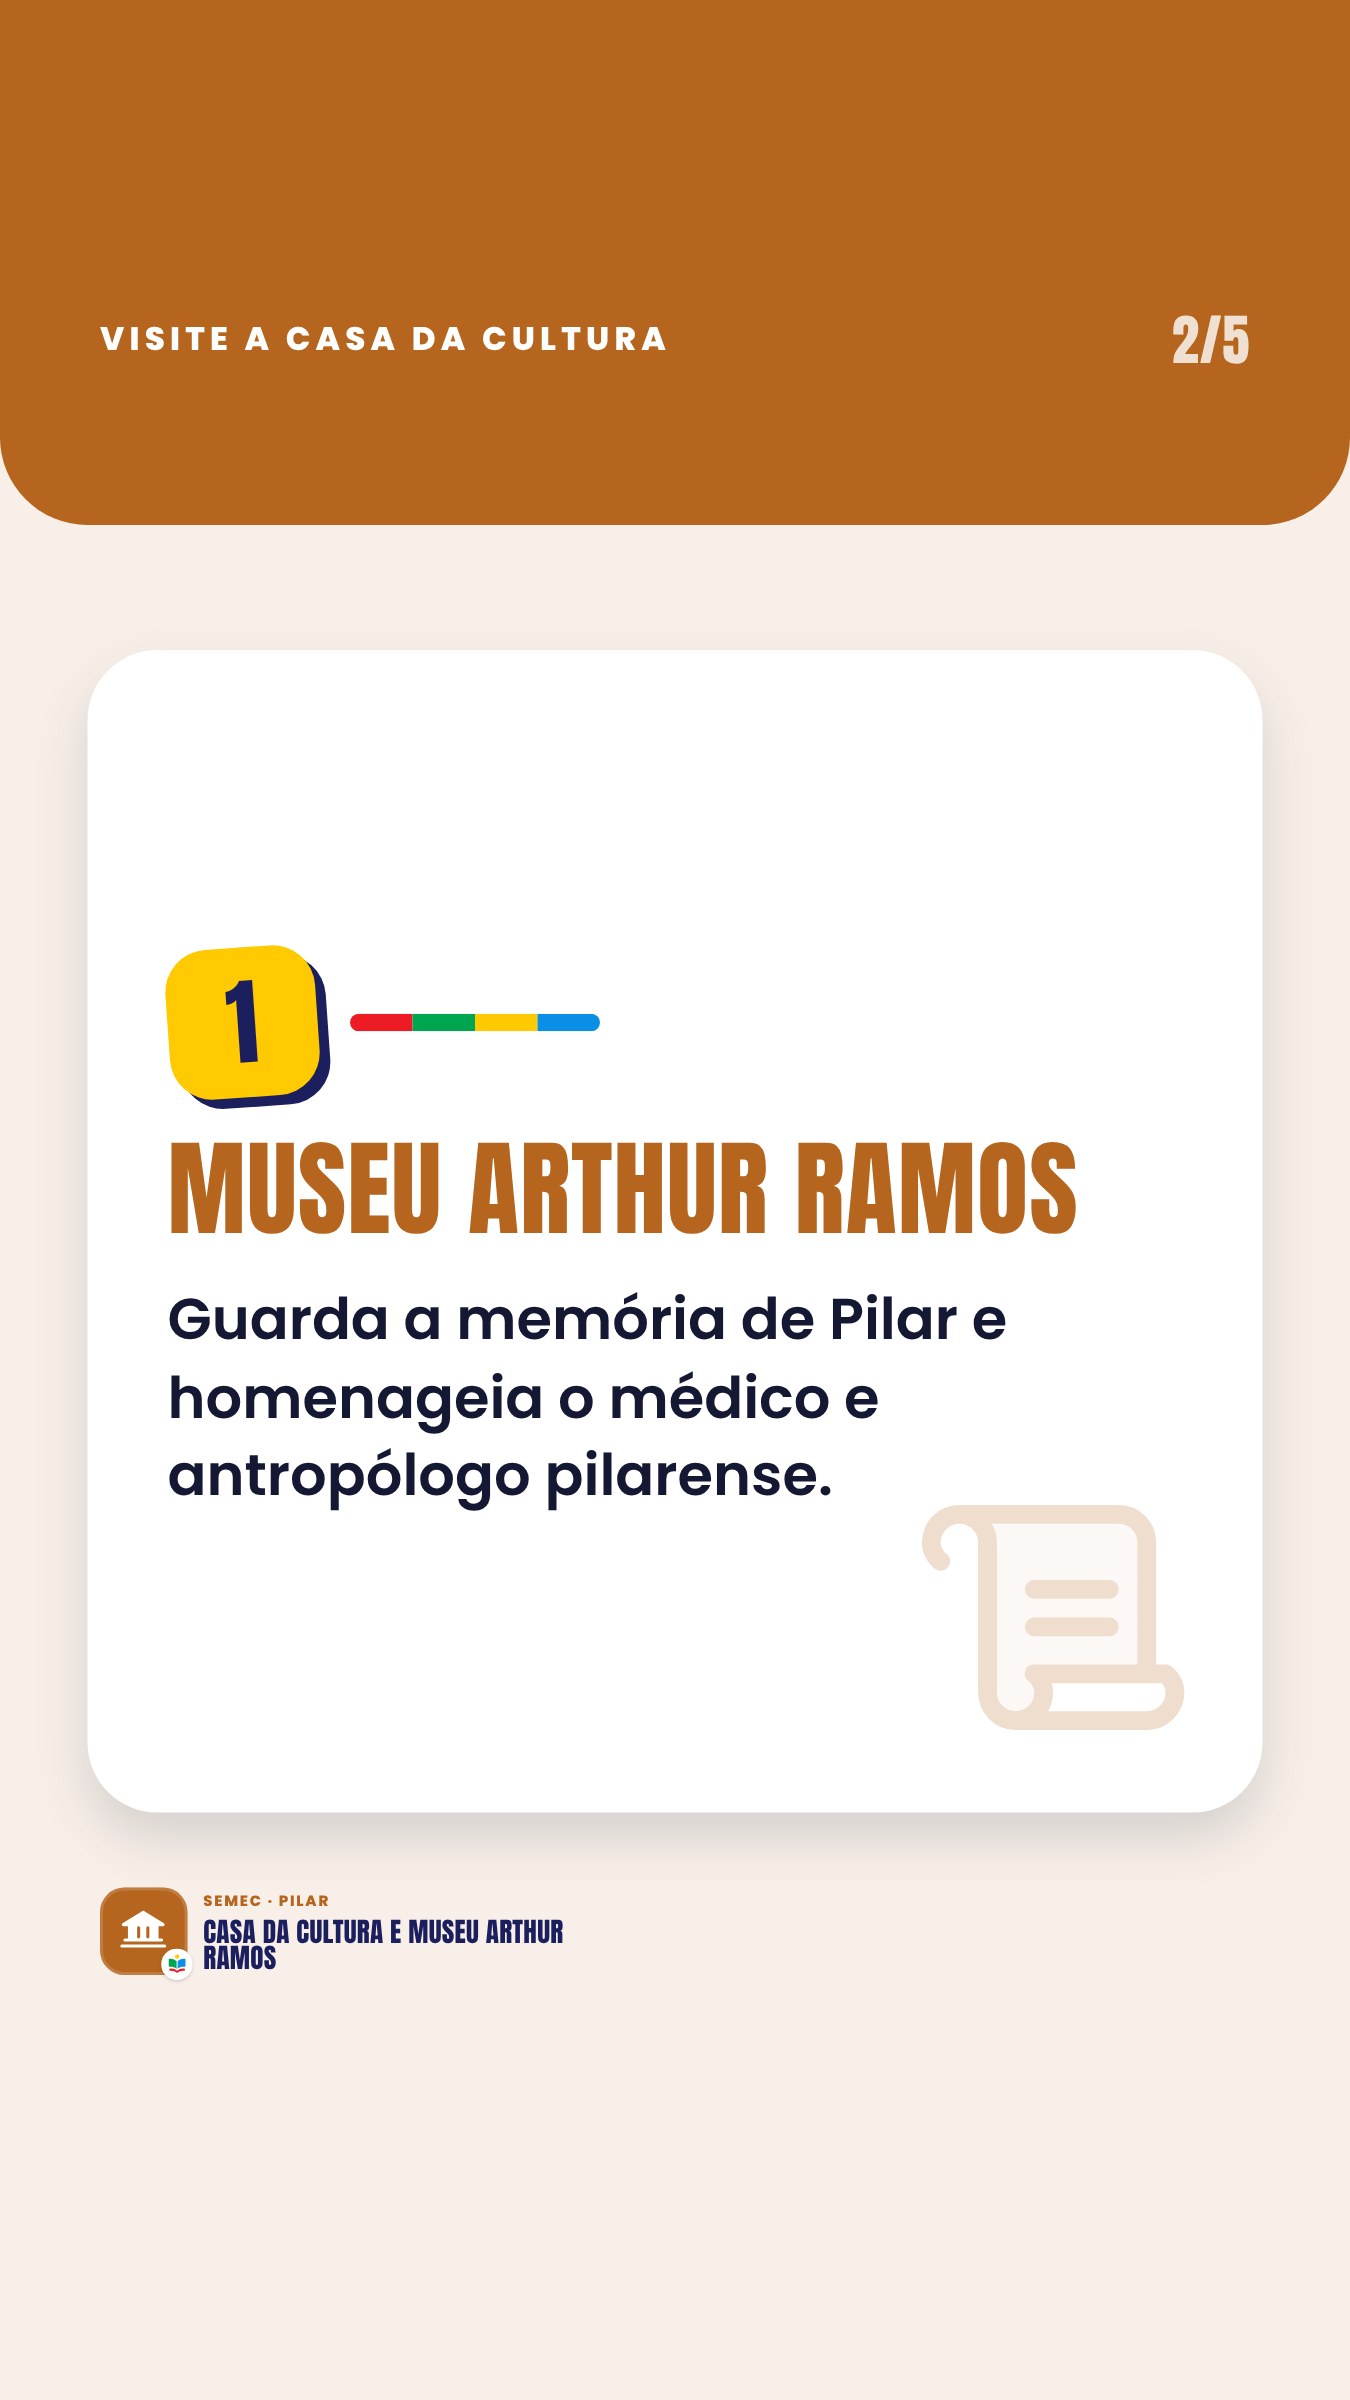 VISITE A CASA DA CULTURA
2/5
1
MUSEU ARTHUR RAMOS
Guarda a memória de Pilar e
homenageia o médico e
antropólogo pilarense.
SEMEC · PILAR
CASA DA CULTURA E MUSEU ARTHUR
RAMOS